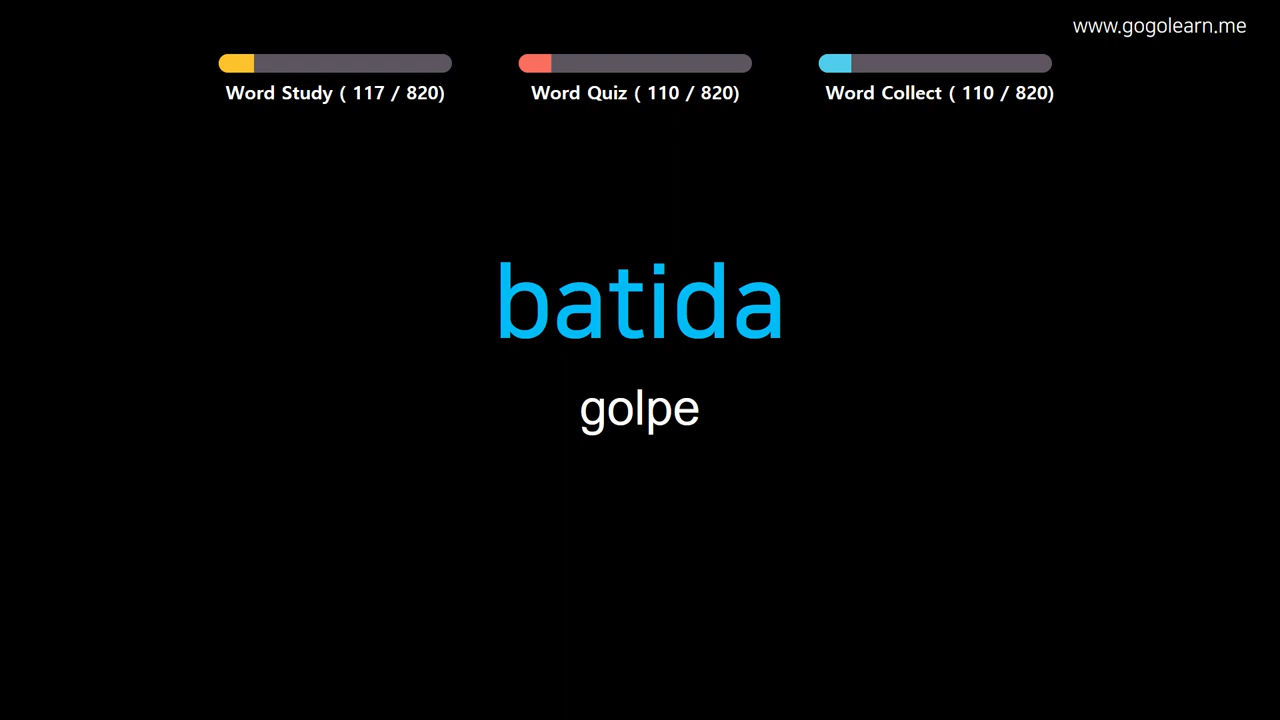 www.gogolearn.me
Word Study ( 117 / 820)
Word Quiz ( 110 / 820)
Word Collect ( 110 / 820)
batida
golpe